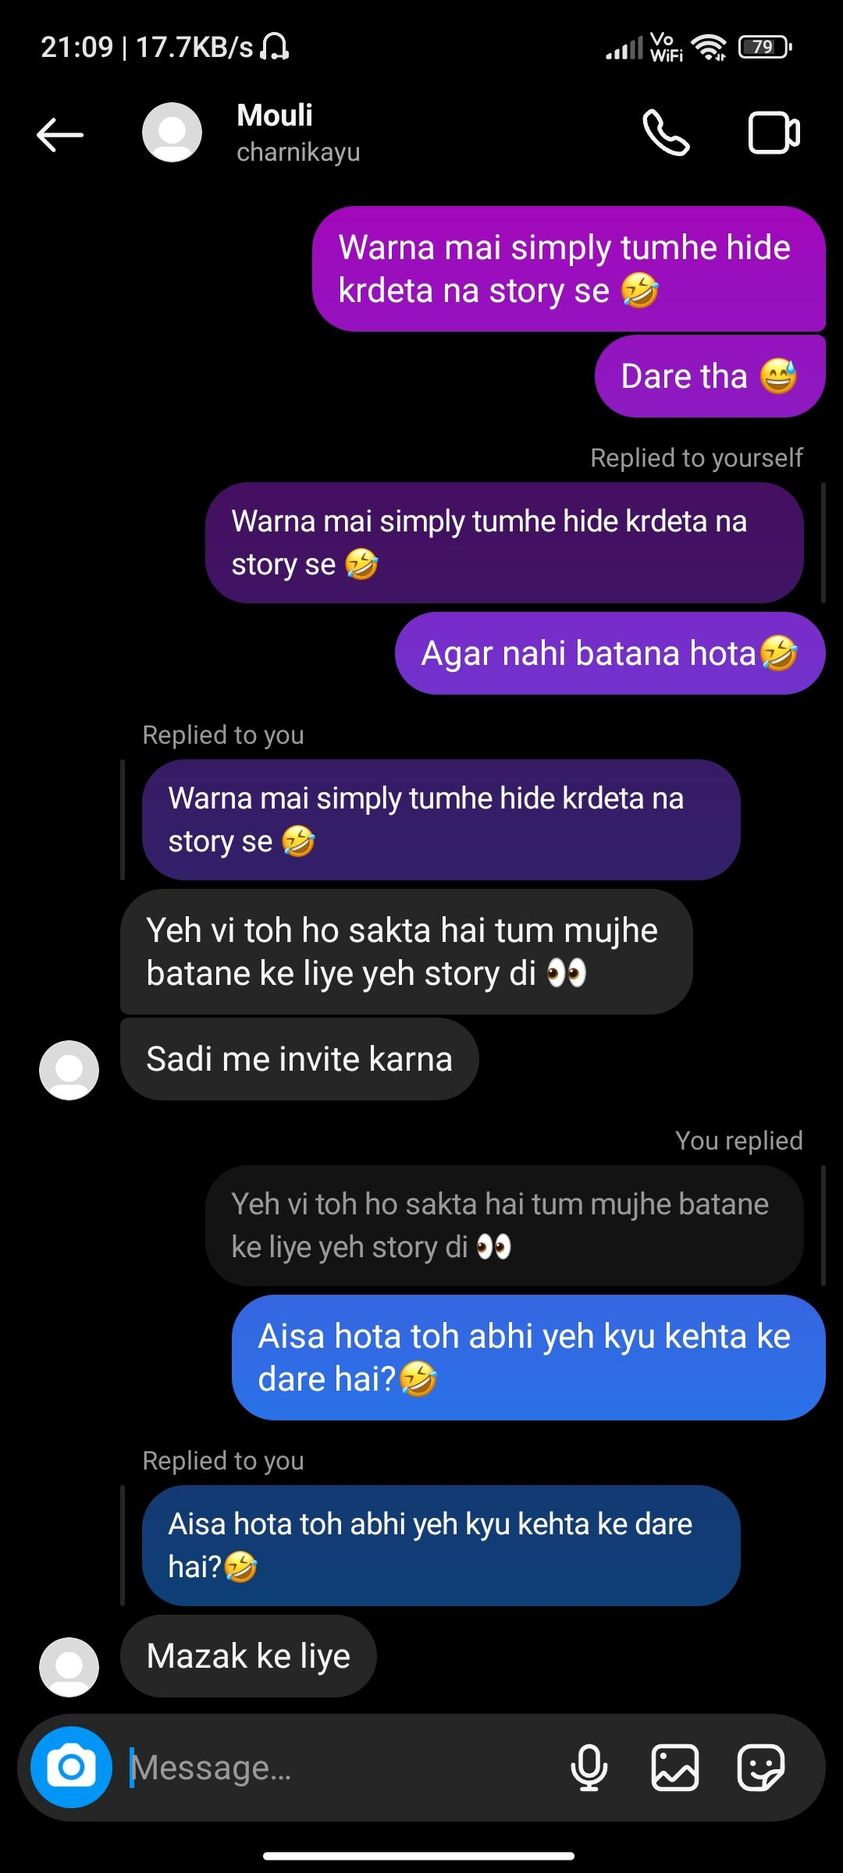 21:09 | 17.7KB/s
Vo
WiFi
79
Mouli
charnikayu
Warna mai simply tumhe hide
krdeta na story se 🤣
Dare tha 😅
Replied to yourself
Warna mai simply tumhe hide krdeta na
story se 🤣
Agar nahi batana hota🤣
Replied to you
Warna mai simply tumhe hide krdeta na
story se 🤣
Yeh vi toh ho sakta hai tum mujhe
batane ke liye yeh story di 👀
Sadi me invite karna
You replied
Yeh vi toh ho sakta hai tum mujhe batane
ke liye yeh story di 👀
Aisa hota toh abhi yeh kyu kehta ke
dare hai?🤣
Replied to you
Aisa hota toh abhi yeh kyu kehta ke dare
hai?🤣
Mazak ke liye
Message...